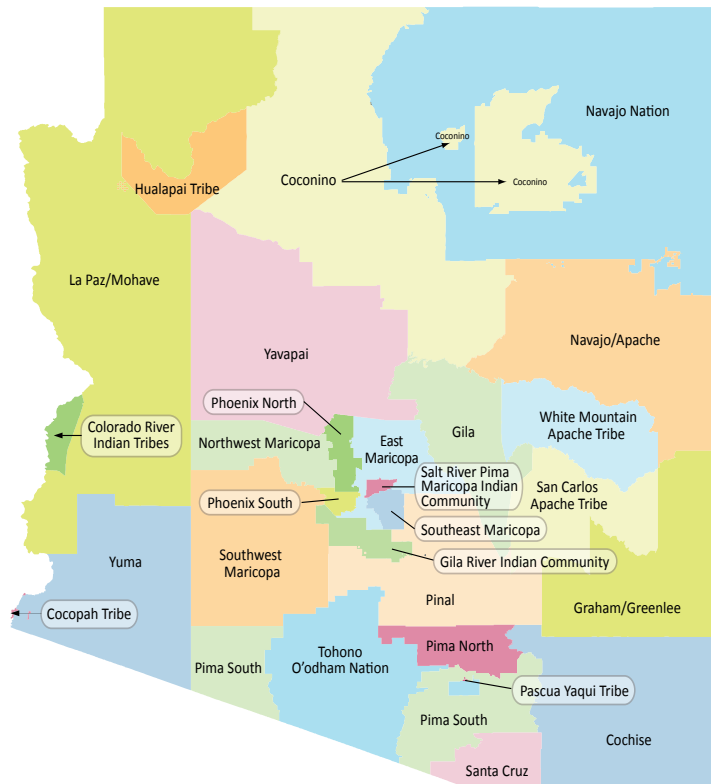 Navajo Nation
Coconino
Coconino
Coconino
Hualapai Tribe
La Paz/Mohave
Navajo/Apache
Yavapai
Phoenix North
White Mountain
Apache Tribe
Colorado River
Indian Tribes
Northwest Maricopa
East
Maricopa
Gila
Salt River Pima
Maricopa Indian
Community
San Carlos
Apache Tribe
Phoenix South
Southeast Maricopa
Yuma
Southwest
Maricopa
Gila River Indian Community
Pinal
Graham/Greenlee
Cocopah Tribe
Pima South
Tohono
O'odham Nation
Pima North
Pascua Yaqui Tribe
Pima South
Cochise
Santa Cruz